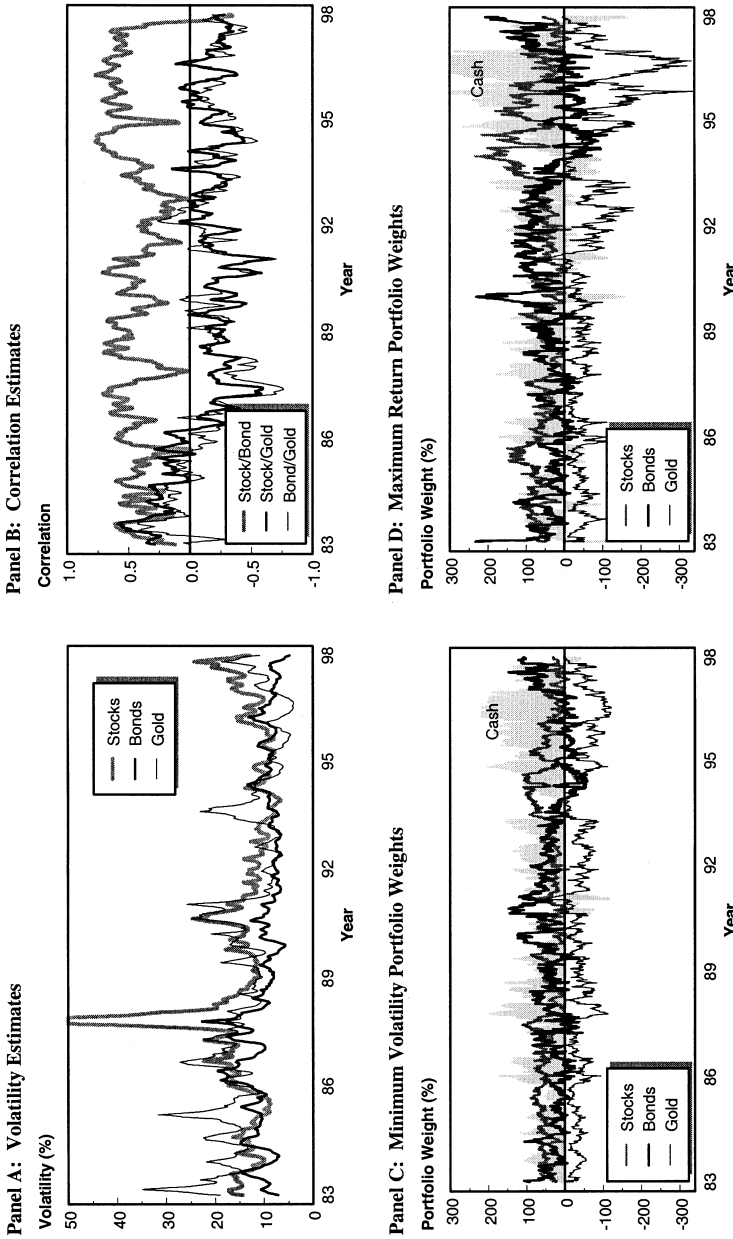 Panel A: Volatility Estimates
Volatility (%)
50
40
30
20
10
0
Stocks
Bonds
Gold
83
86
89
92
95
98
Year
Panel B: Correlation Estimates
Correlation
1.0
0.5
0.0
-0.5
-1.0
Stock/Bond
Stock/Gold
Bond/Gold
83
86
89
92
95
98
Year
Panel C: Minimum Volatility Portfolio Weights
Portfolio Weight (%)
300
200
100
0
-100
-200
-300
Cash
Stocks
Bonds
Gold
83
86
89
92
95
98
Year
Panel D: Maximum Return Portfolio Weights
Portfolio Weight (%)
300
200
100
0
-100
-200
-300
Cash
Stocks
Bonds
Gold
83
86
89
92
95
98
Year